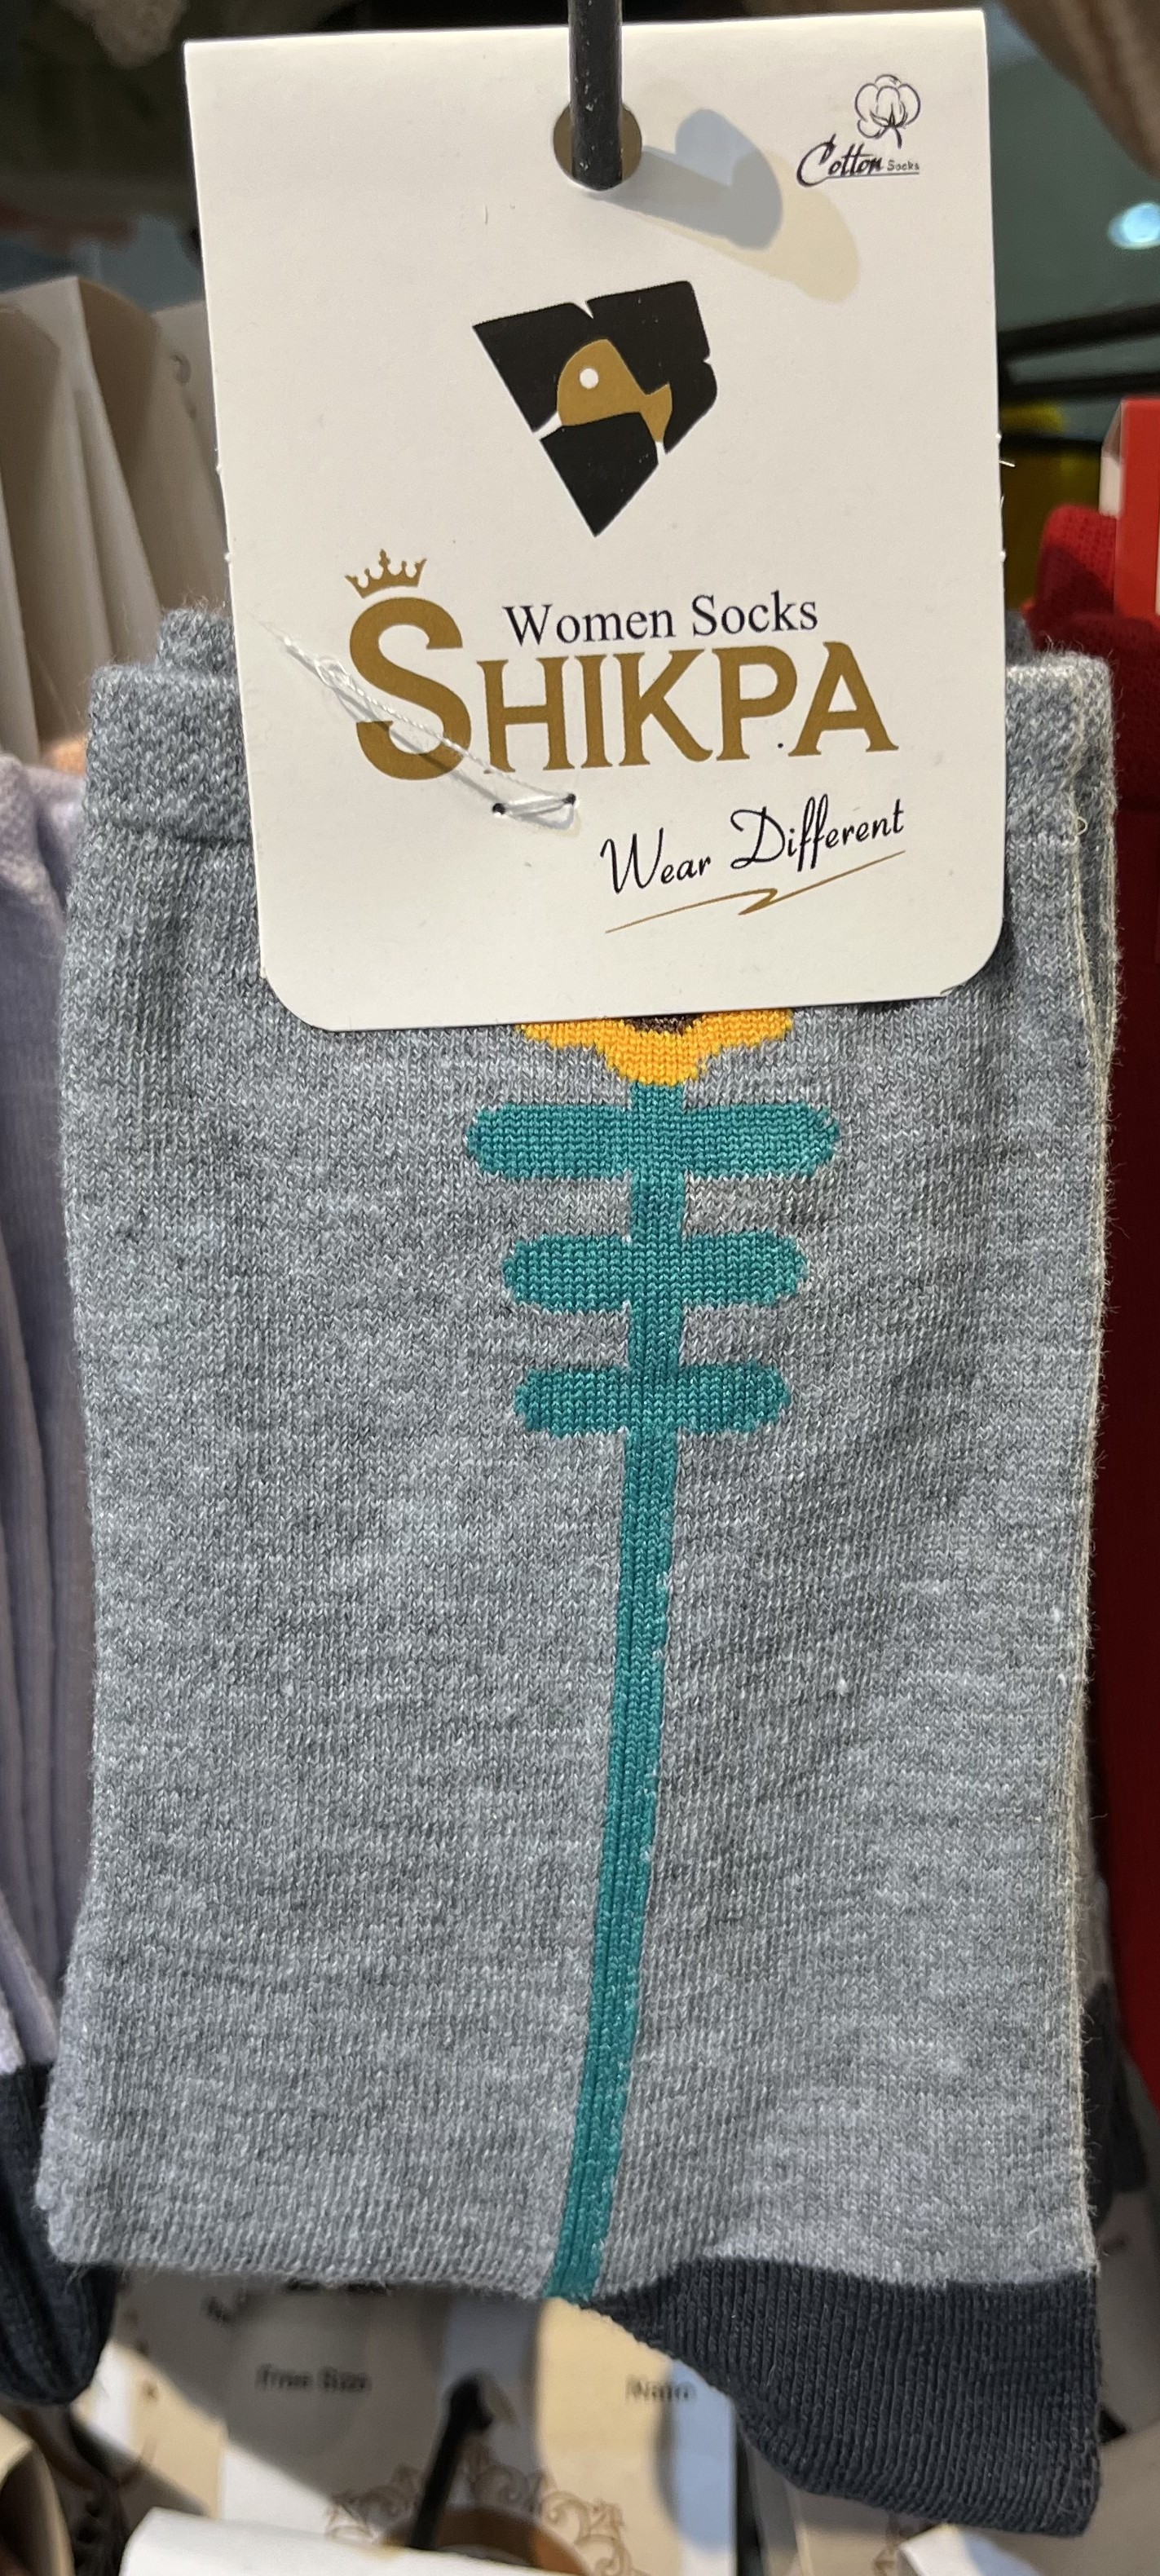 Cotton Socks
Women Socks
SHIKPA
Wear Different
Free Size